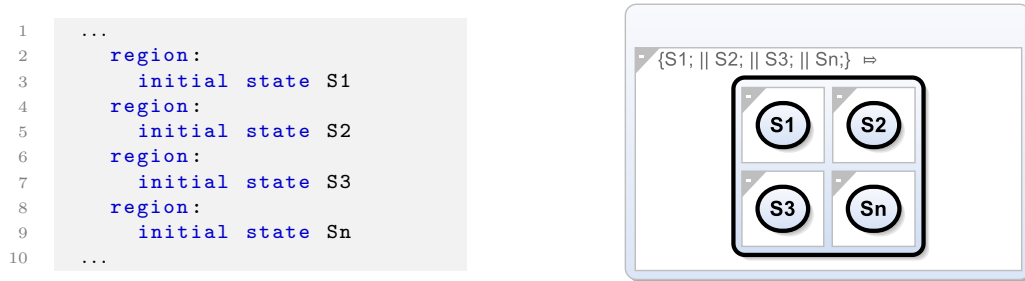 1 ...
2 region:
3 initial state S1
4 region:
5 initial state S2
6 region:
7 initial state S3
8 region:
9 initial state Sn
10 ...
- {S1; || S2; || S3; || Sn;} ⤇
- S1 - S2
- S3 - Sn